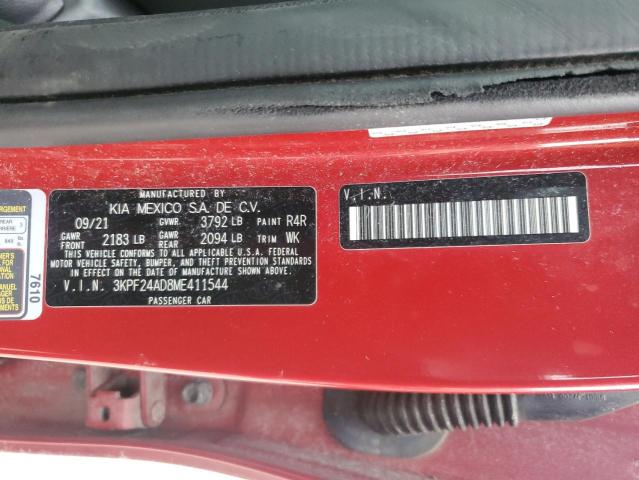 MANUFACTURED BY
KIA MEXICO S.A. DE C.V.
09/21 GVWR 3792 LB PAINT R4R
GAWR FRONT 2183 LB GAWR REAR 2094 LB TRIM WK
THIS VEHICLE CONFORMS TO ALL APPLICABLE U.S.A. FEDERAL
MOTOR VEHICLE SAFETY, BUMPER, AND THEFT PREVENTION
STANDARDS IN EFFECT ON THE DATE OF MANUFACTURE SHOWN ABOVE.
V.I.N. 3KPF24AD8ME411544
PASSENGER CAR
V.I.N.
7610
REAR